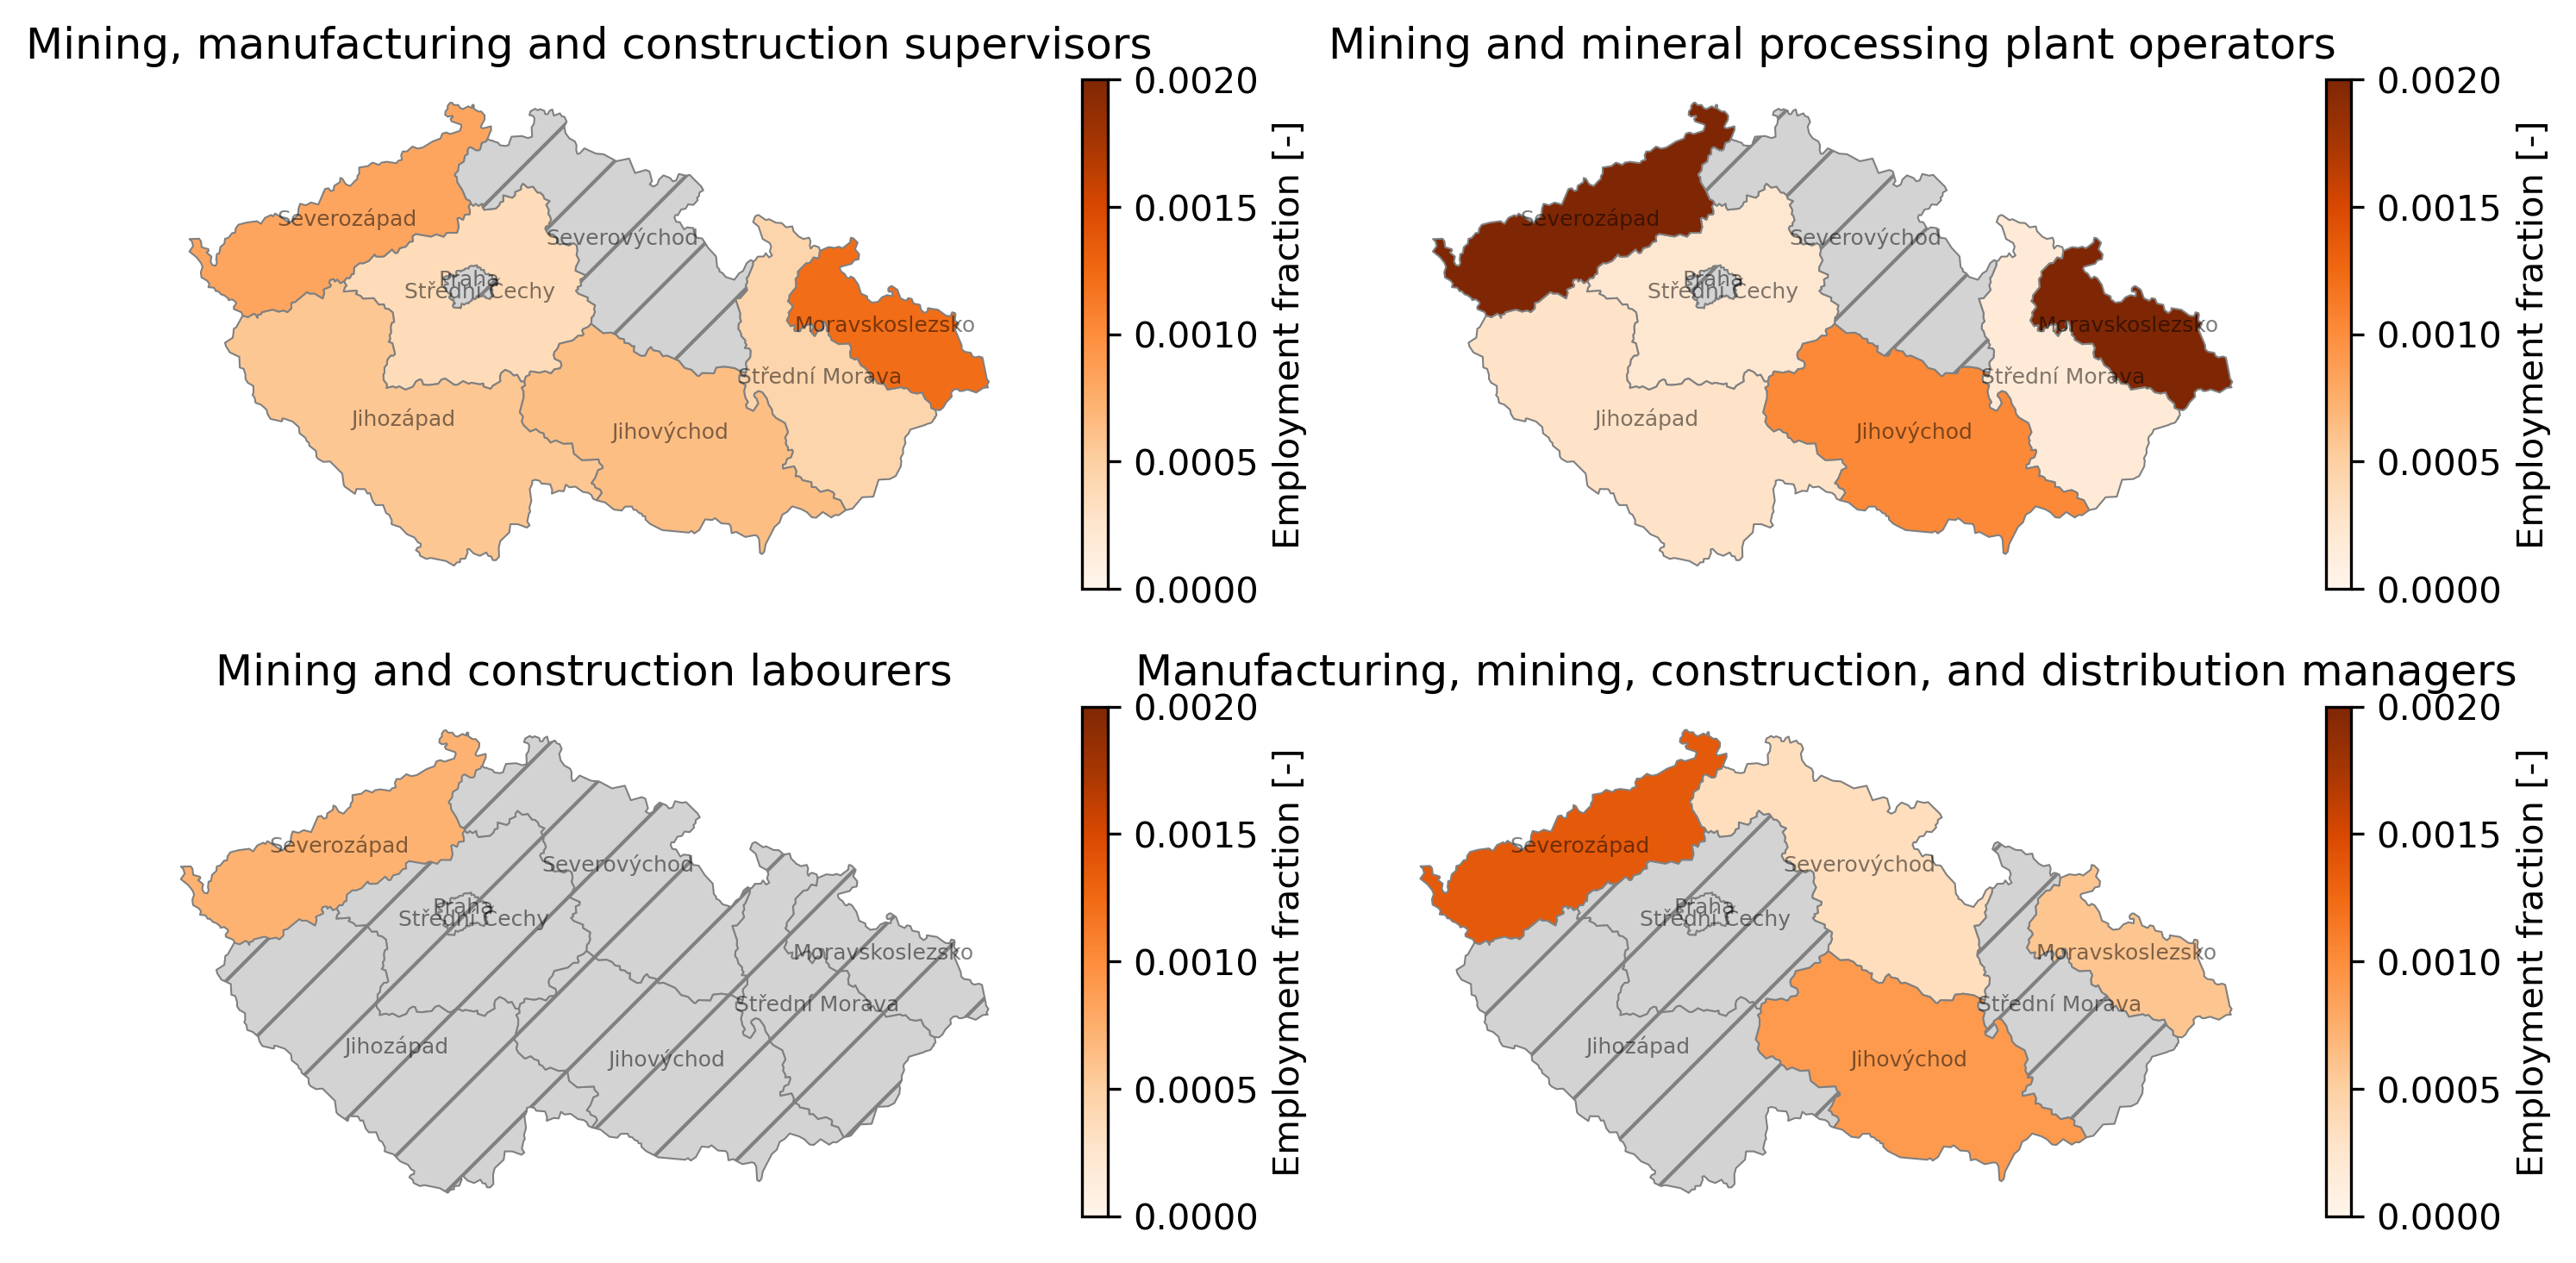 Mining, manufacturing and construction supervisors
0.0020
0.0015
0.0010
0.0005
0.0000
Employment fraction [-]
Severozápad
Severovýchod
Praha
Střední Čechy
Moravskoslezsko
Střední Morava
Jihozápad
Jihovýchod
Mining and mineral processing plant operators
0.0020
0.0015
0.0010
0.0005
0.0000
Employment fraction [-]
Severozápad
Severovýchod
Praha
Střední Čechy
Moravskoslezsko
Střední Morava
Jihozápad
Jihovýchod
Mining and construction labourers
0.0020
0.0015
0.0010
0.0005
0.0000
Employment fraction [-]
Severozápad
Severovýchod
Praha
Střední Čechy
Moravskoslezsko
Střední Morava
Jihozápad
Jihovýchod
Manufacturing, mining, construction, and distribution managers
0.0020
0.0015
0.0010
0.0005
0.0000
Employment fraction [-]
Severozápad
Severovýchod
Praha
Střední Čechy
Moravskoslezsko
Střední Morava
Jihozápad
Jihovýchod